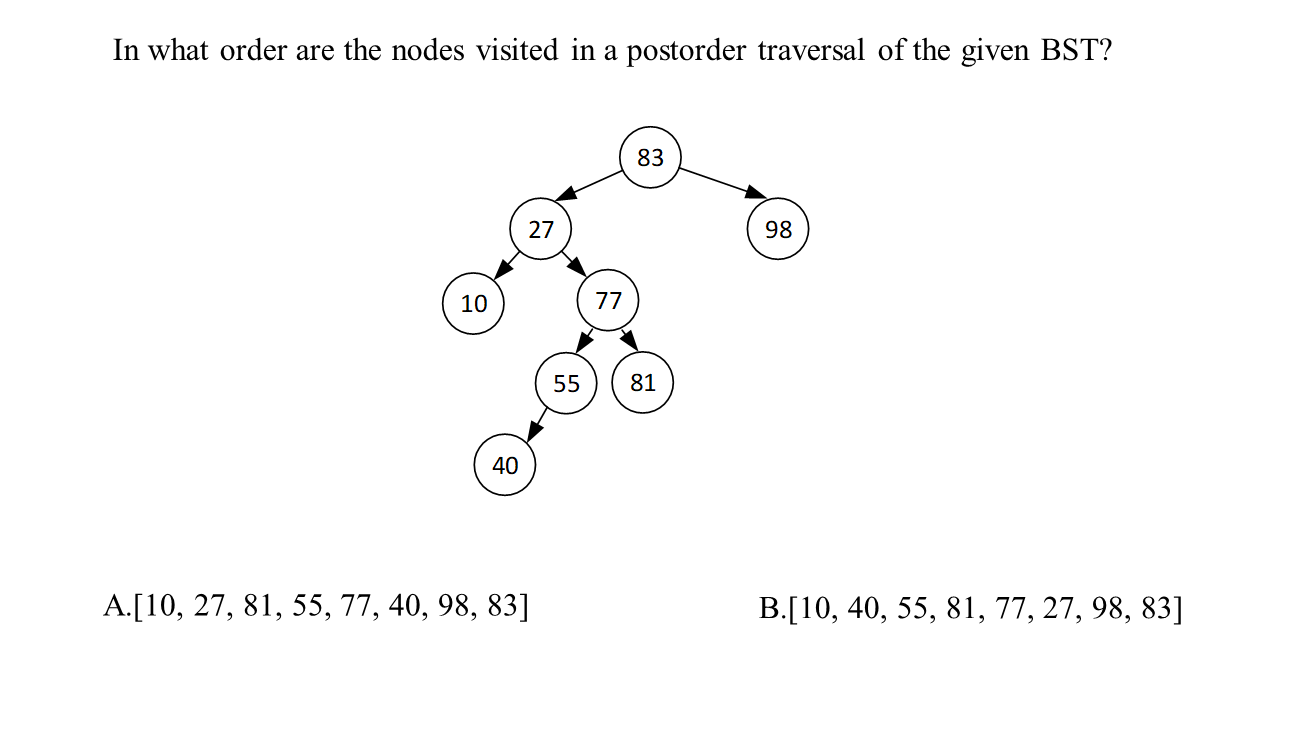 In what order are the nodes visited in a postorder traversal of the given BST?
83
27
98
10
77
55
81
40
A.[10, 27, 81, 55, 77, 40, 98, 83]
B.[10, 40, 55, 81, 77, 27, 98, 83]